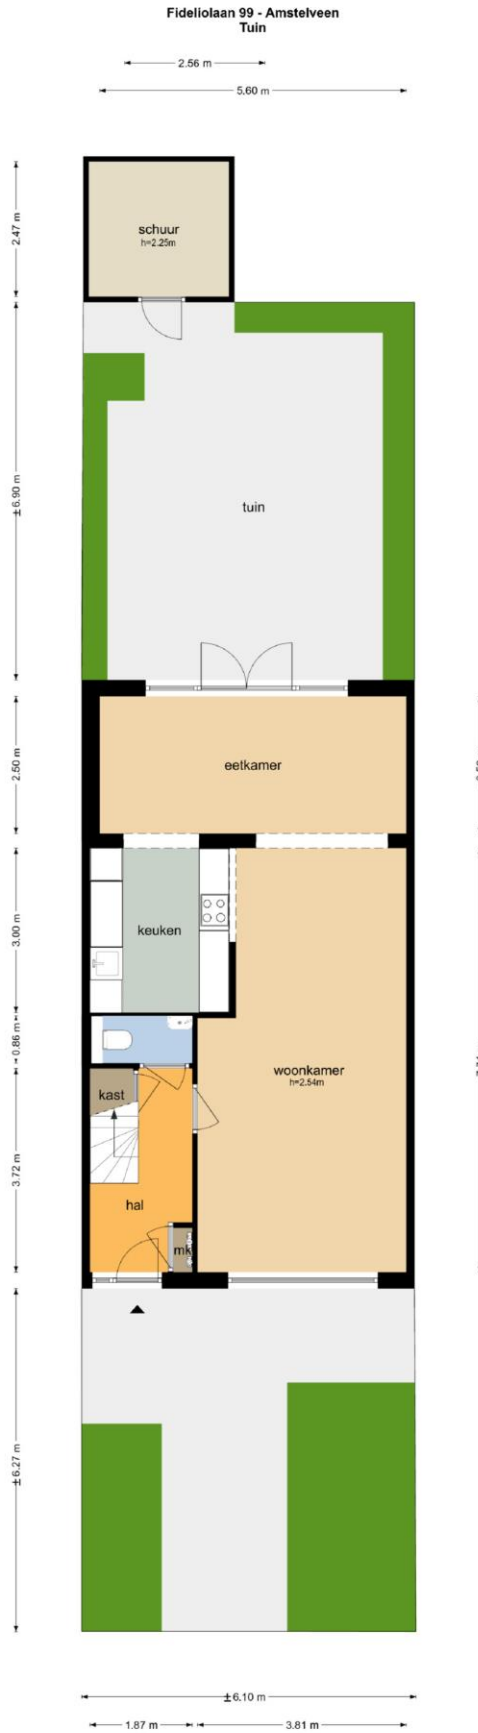 Fideliolaan 99 - Amstelveen
Tuin
2.56 m
5.60 m
2.47 m
schuur
h=2.25m
±6.90 m
tuin
2.50 m
eetkamer
3.00 m
keuken
0.86 m
woonkamer
h=2.54m
kast
3.72 m
hal
mk
±6.27 m
±6.10 m
1.87 m
3.81 m